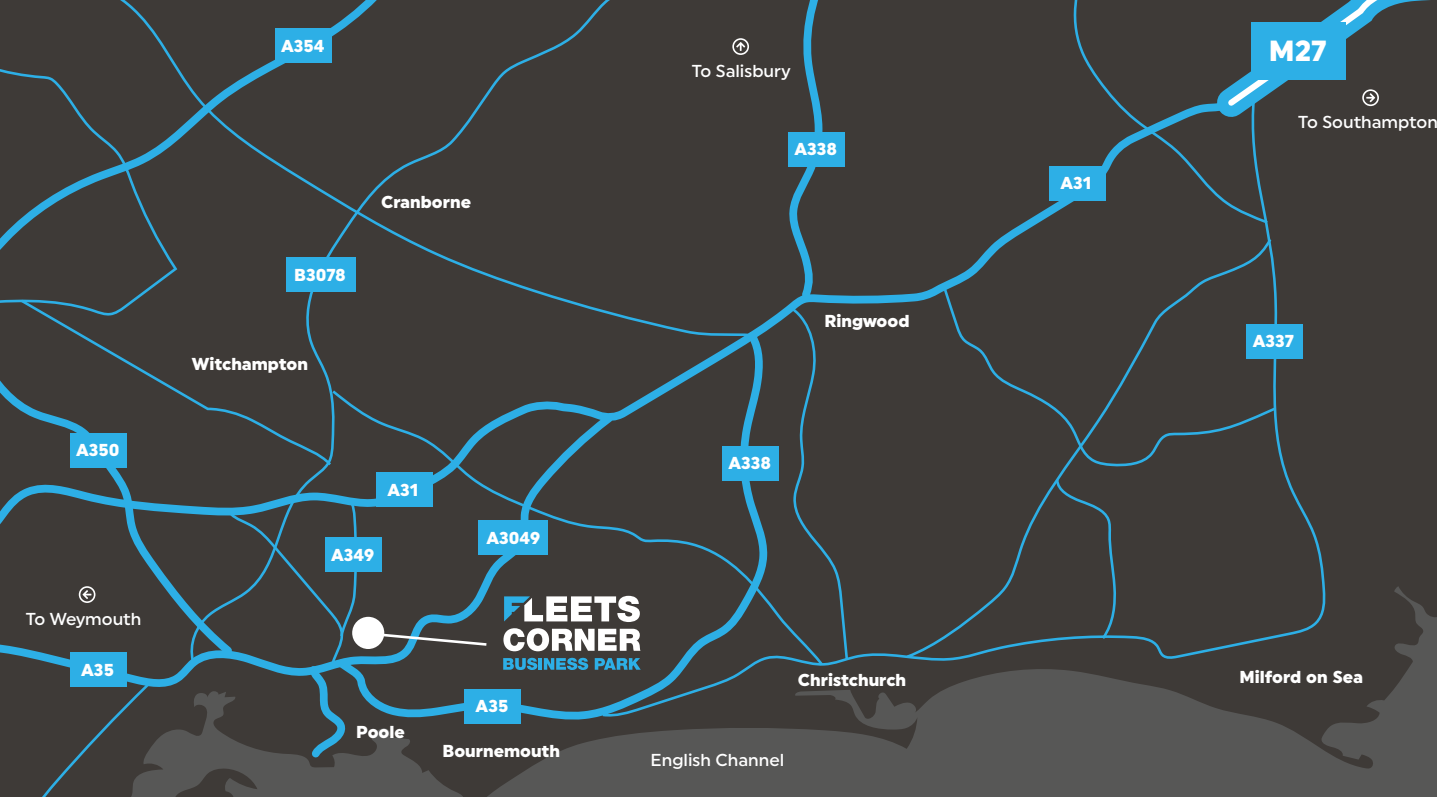 A354
To Salisbury
M27
To Southampton
A338
A31
Cranborne
B3078
Ringwood
A337
Witchampton
A350
A338
A31
A3049
A349
To Weymouth
FLEETS
CORNER
BUSINESS PARK
A35
Christchurch
Milford on Sea
A35
Poole
Bournemouth
English Channel